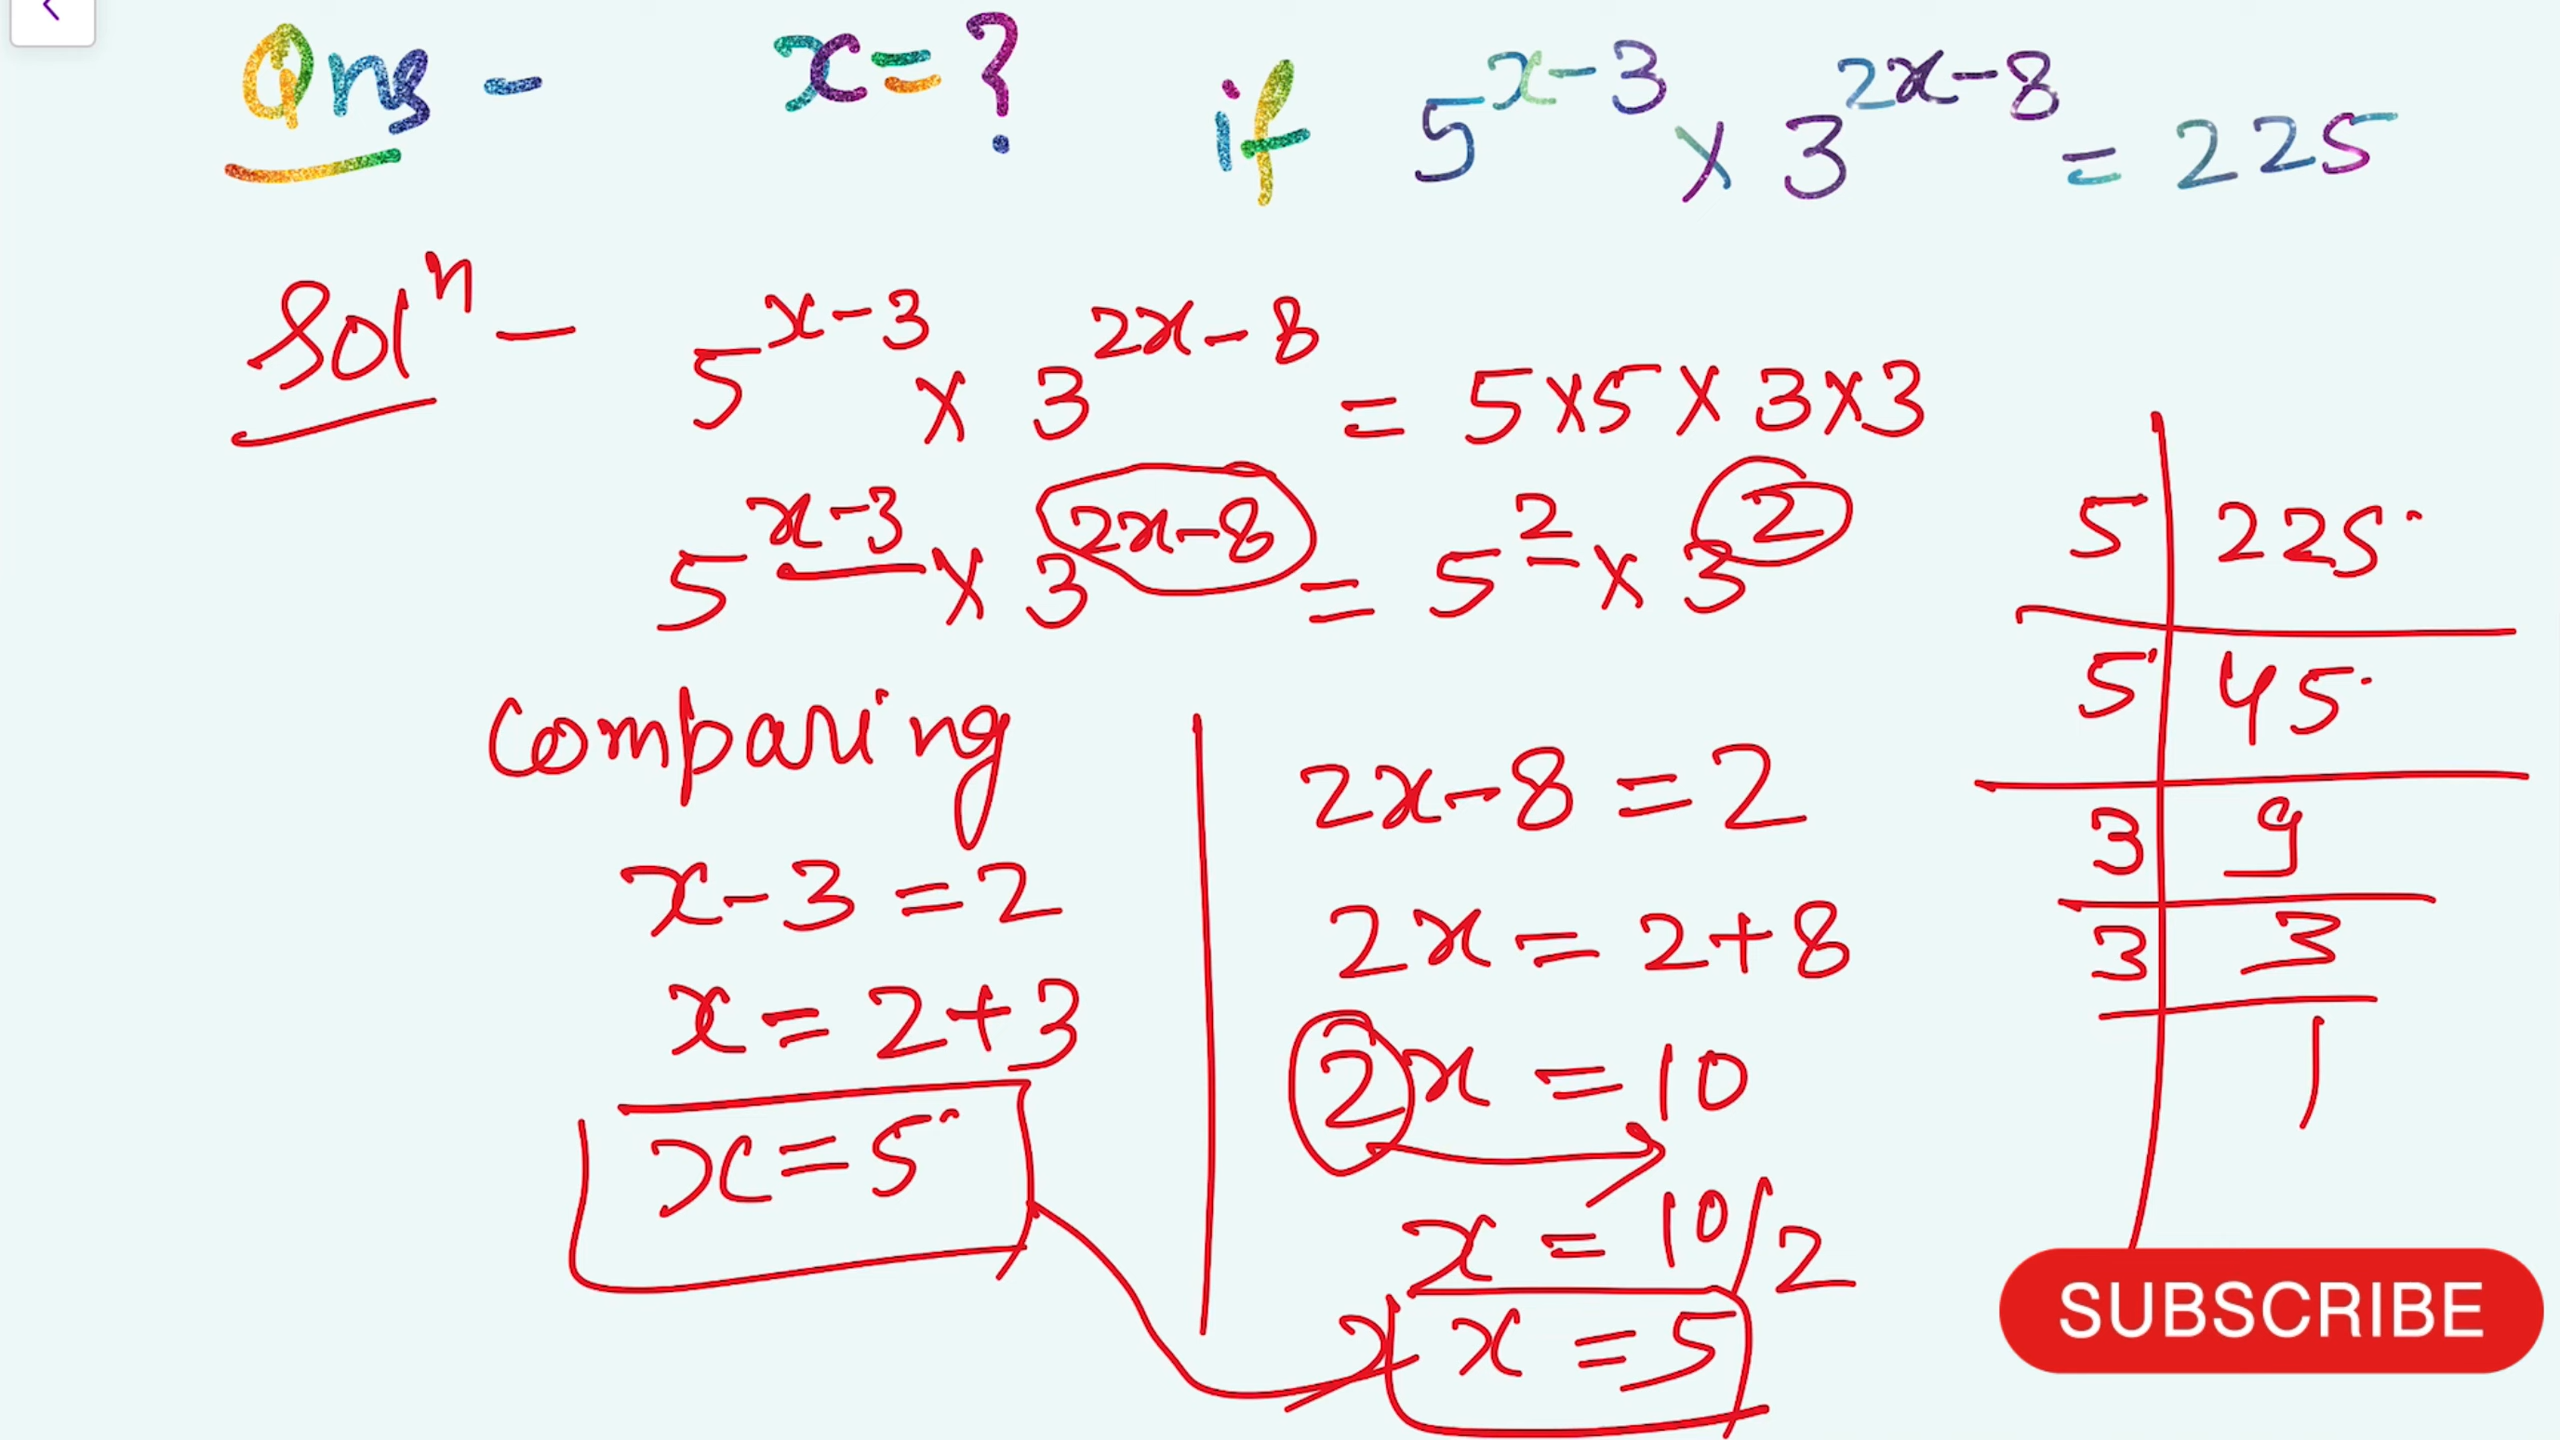 Qns - x = ? if 5^{x-3} × 3^{2x-8} = 225
Solⁿ - 5^{x-3} × 3^{2x-8} = 5×5×3×3
5^{x-3} × 3^{2x-8} = 5^2 × 3^2
Comparing
x-3 = 2
x = 2+3
x = 5
2x-8 = 2
2x = 2+8
2x = 10
x = 10/2
x = 5
5 | 225
5 | 45
3 | 9
3 | 3
1
SUBSCRIBE